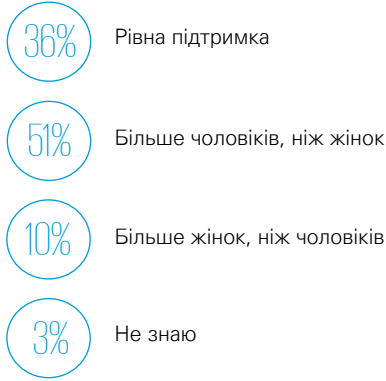 36% Рівна підтримка
51% Більше чоловіків, ніж жінок
10% Більше жінок, ніж чоловіків
3% Не знаю